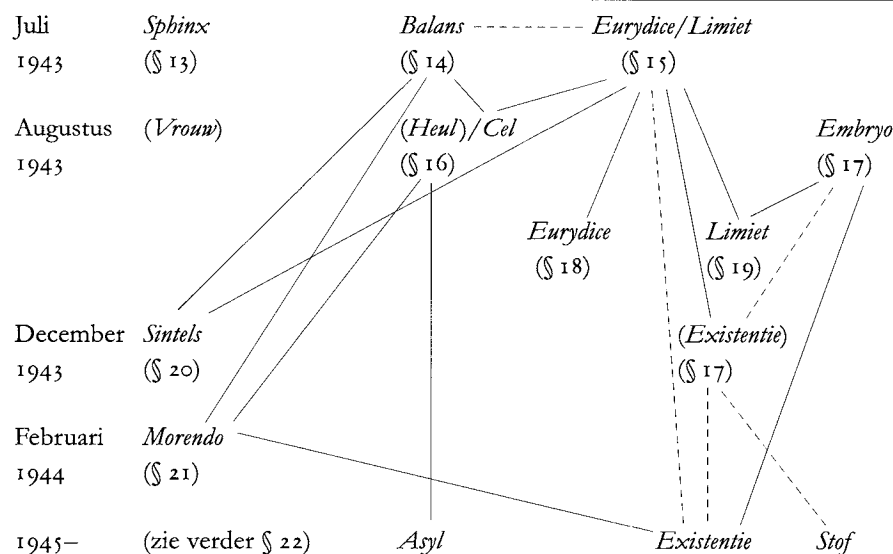 Juli Sphinx Balans Eurydice/Limiet
1943 (§ 13) (§ 14) (§ 15)
Augustus (Vrouw) (Heul)/Cel Embryo
1943 (§ 16) (§ 17)
Eurydice Limiet
(§ 18) (§ 19)
December Sintels (Existentie)
1943 (§ 20) (§ 17)
Februari Morendo
1944 (§ 21)
1945– (zie verder § 22) Asyl Existentie Stof